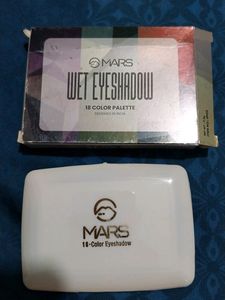 MARS
WET EYESHADOW
18 COLOR PALETTE
MARS
18-Color Eyeshadow